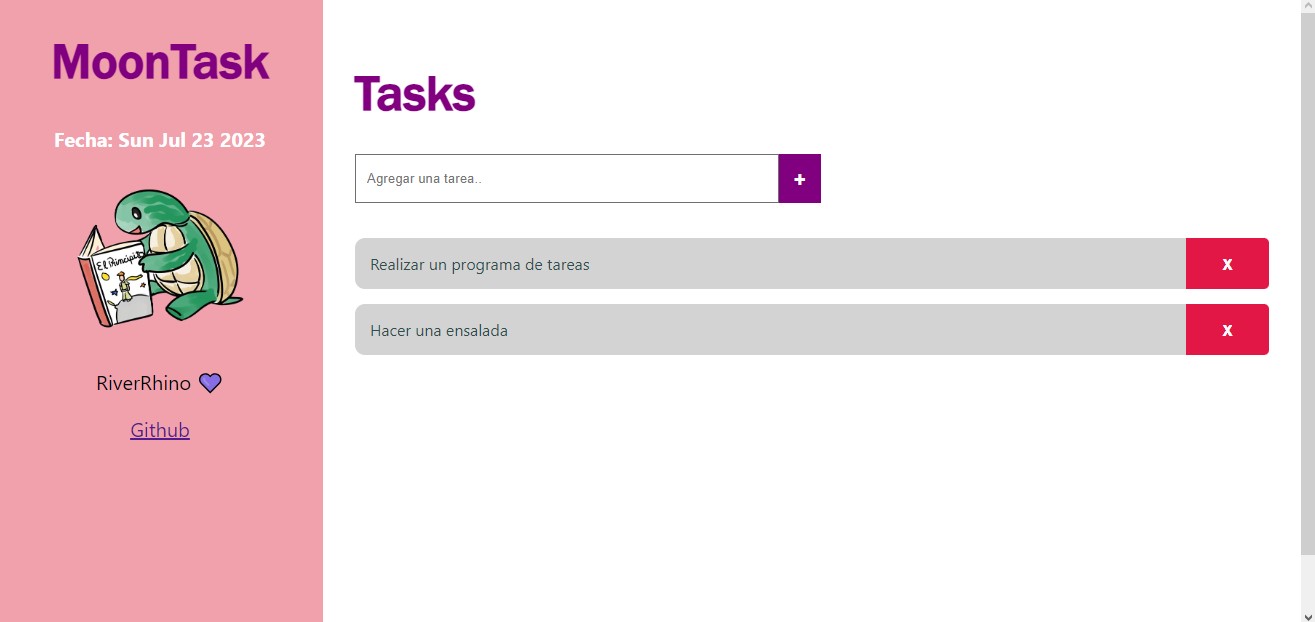 MoonTask
Fecha: Sun Jul 23 2023
El Principito
RiverRhino 💜
Github
Tasks
Agregar una tarea..
+
Realizar un programa de tareas
X
Hacer una ensalada
X